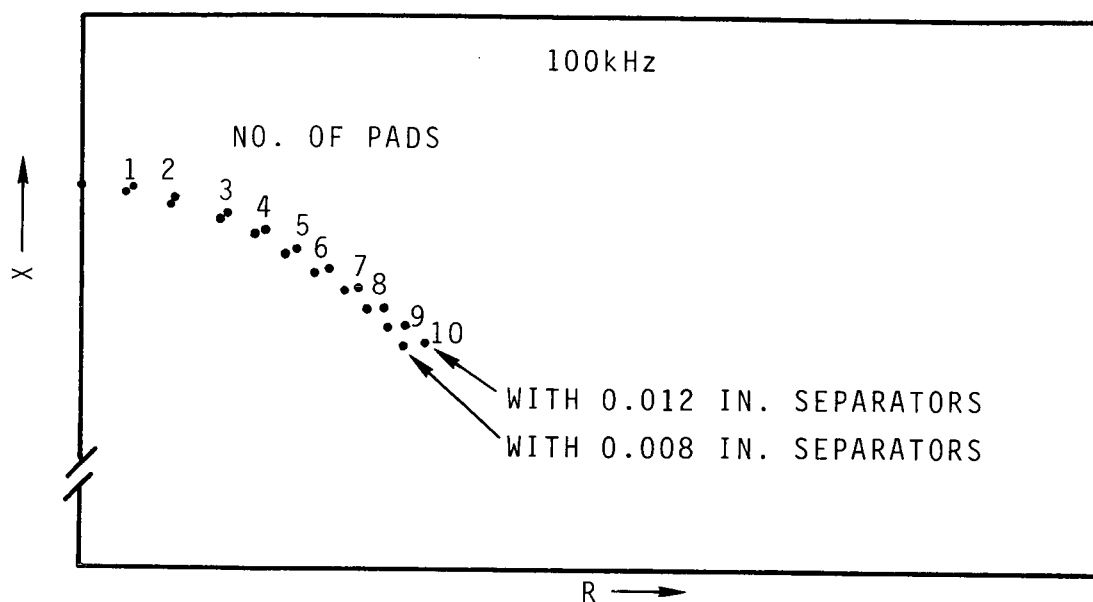 100kHz
NO. OF PADS
1
2
3
4
5
6
7
8
9
10
X
WITH 0.012 IN. SEPARATORS
WITH 0.008 IN. SEPARATORS
R